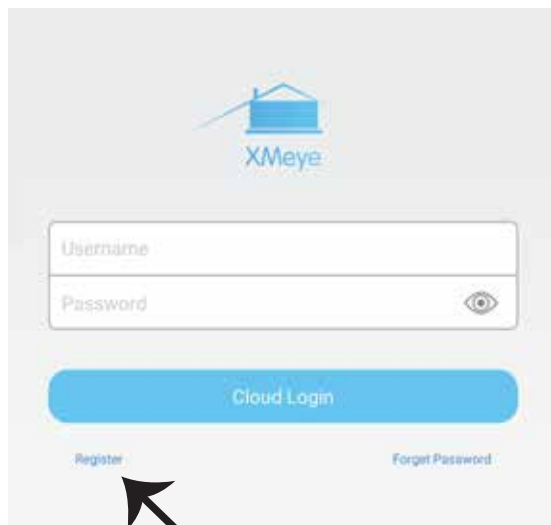 XMeye
Username
Password
Cloud Login
Register
Forget Password